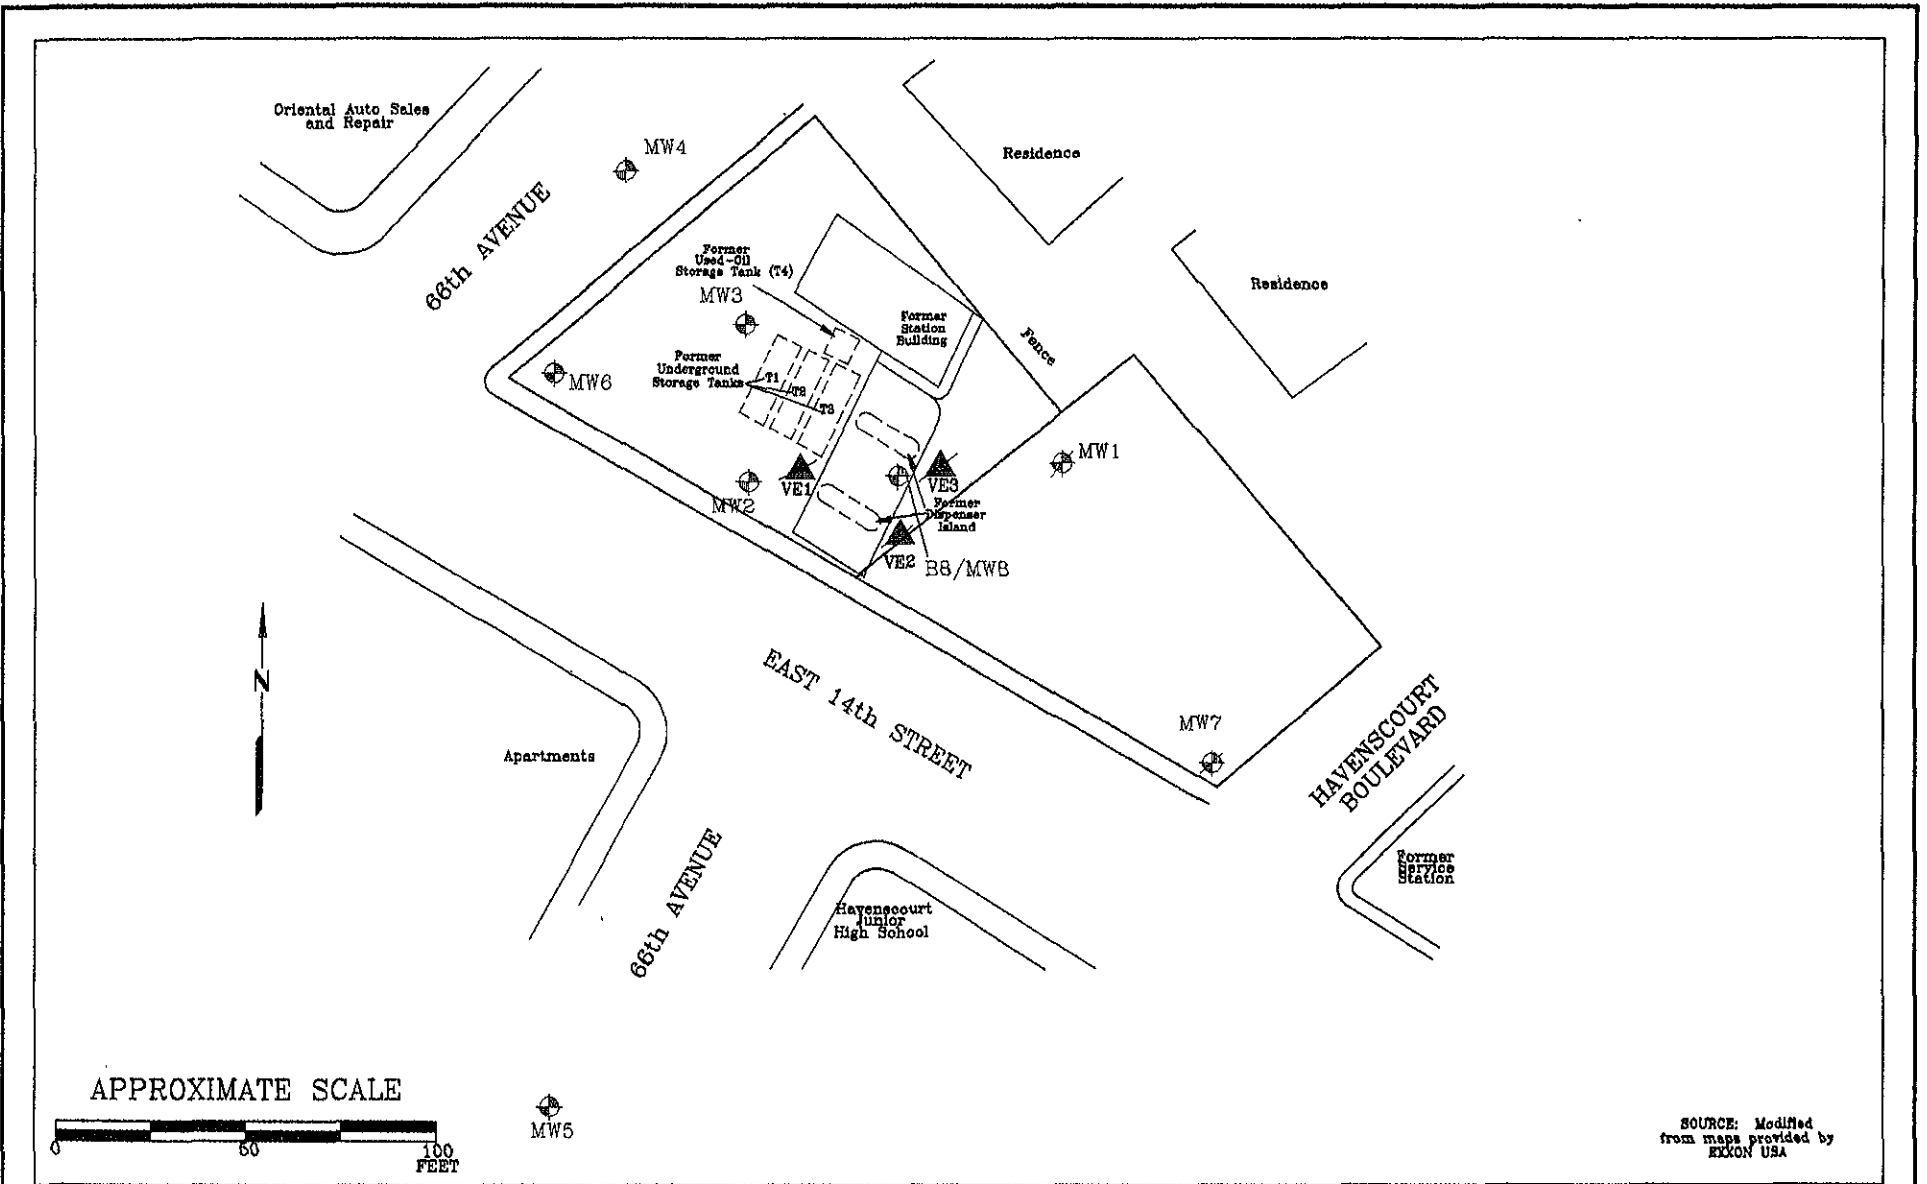 Oriental Auto Sales
and Repair
MW4
66th AVENUE
Residence
Residence
Former
Used-Oil
Storage Tank (T4)
MW3
Former
Station
Building
Fence
Former
Underground
Storage Tanks
T1
T2
T3
MW6
MW1
VE1
VE3
MW2
Former
Dispenser
Island
VE2
B8/MW8
N
EAST 14th STREET
MW7
HAVENSCOURT
BOULEVARD
Apartments
66th AVENUE
Former
Service
Station
Havenscourt
Junior
High School
APPROXIMATE SCALE
0
50
100
FEET
MW5
SOURCE: Modified
from maps provided by
EXXON USA